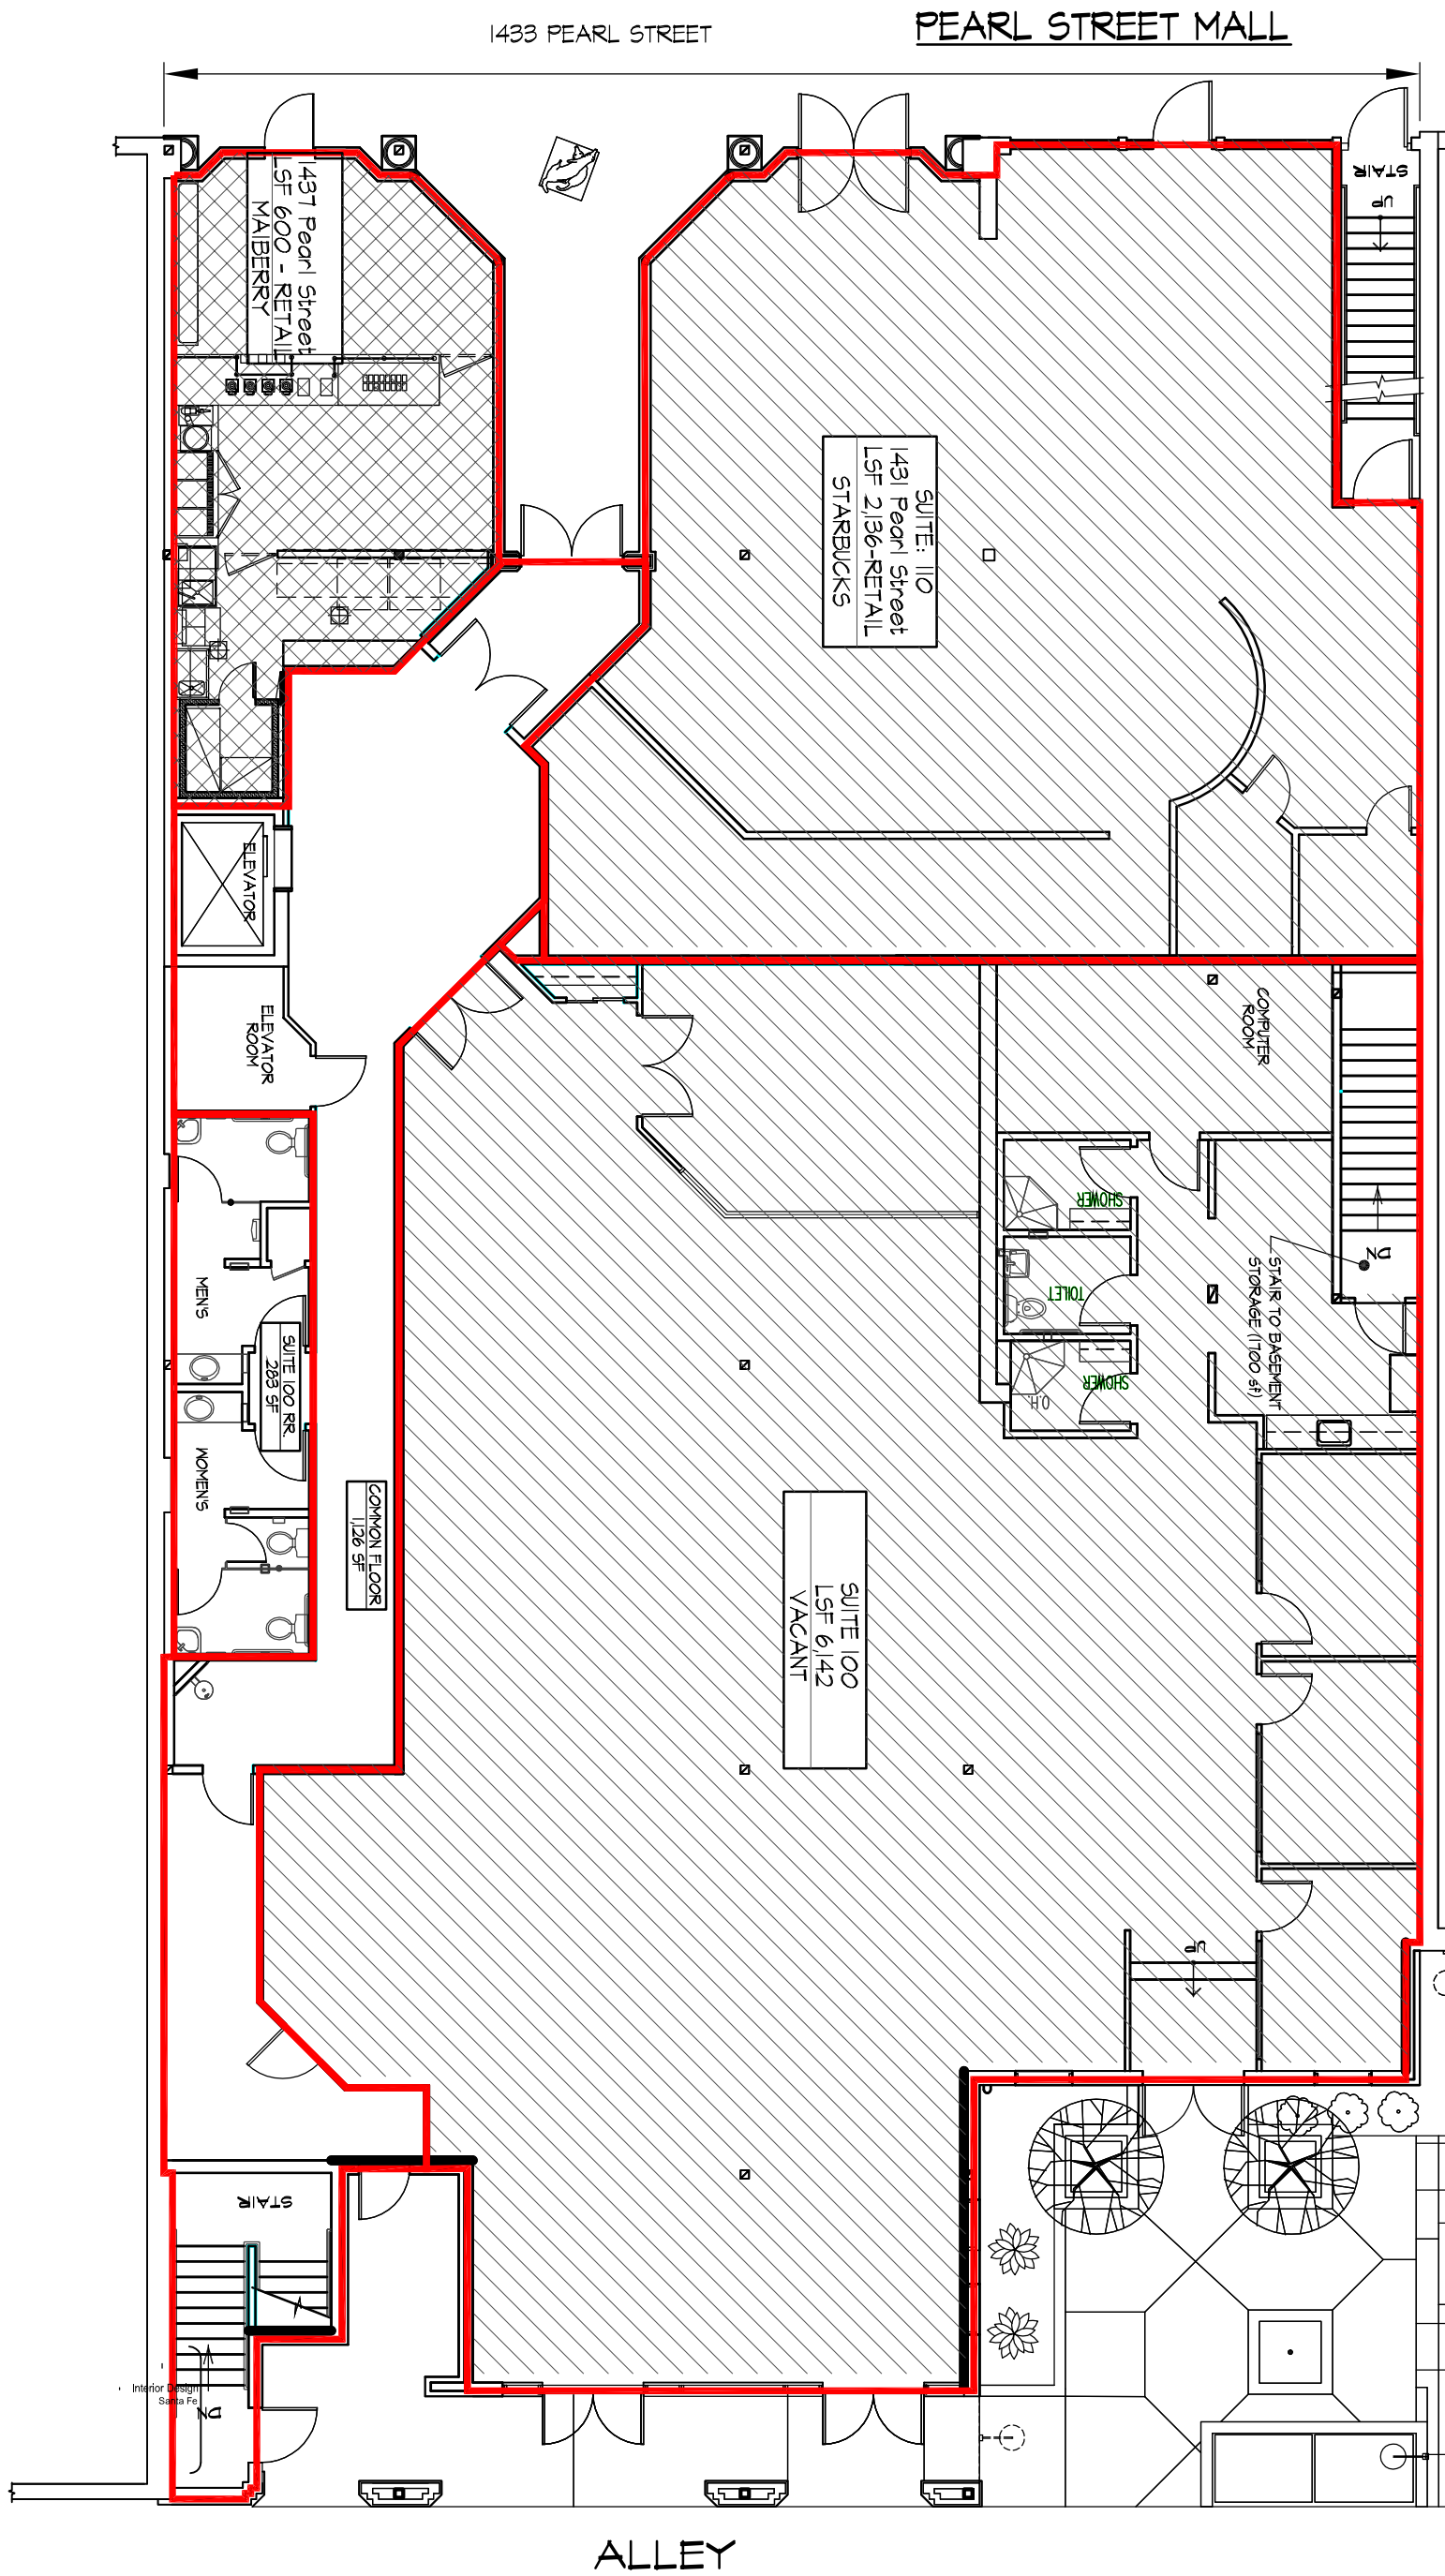 1433 PEARL STREET
PEARL STREET MALL
STAIR
UP
1437 Pearl Street
LSF 600 - RETAIL
MAIBERRY
SUITE: 110
1431 Pearl Street
LSF 2,136-RETAIL
STARBUCKS
ELEVATOR
ELEVATOR
ROOM
COMPUTER
ROOM
SHOWER
TOILET
SHOWER
O.H.
DN
STAIR TO BASEMENT
STORAGE (1700 sf)
MEN'S
SUITE 100 RR.
283 SF
WOMEN'S
COMMON FLOOR
1,126 SF
SUITE 100
LSF 6,142
VACANT
UP
STAIR
Interior Design
Santa Fe
DN
ALLEY